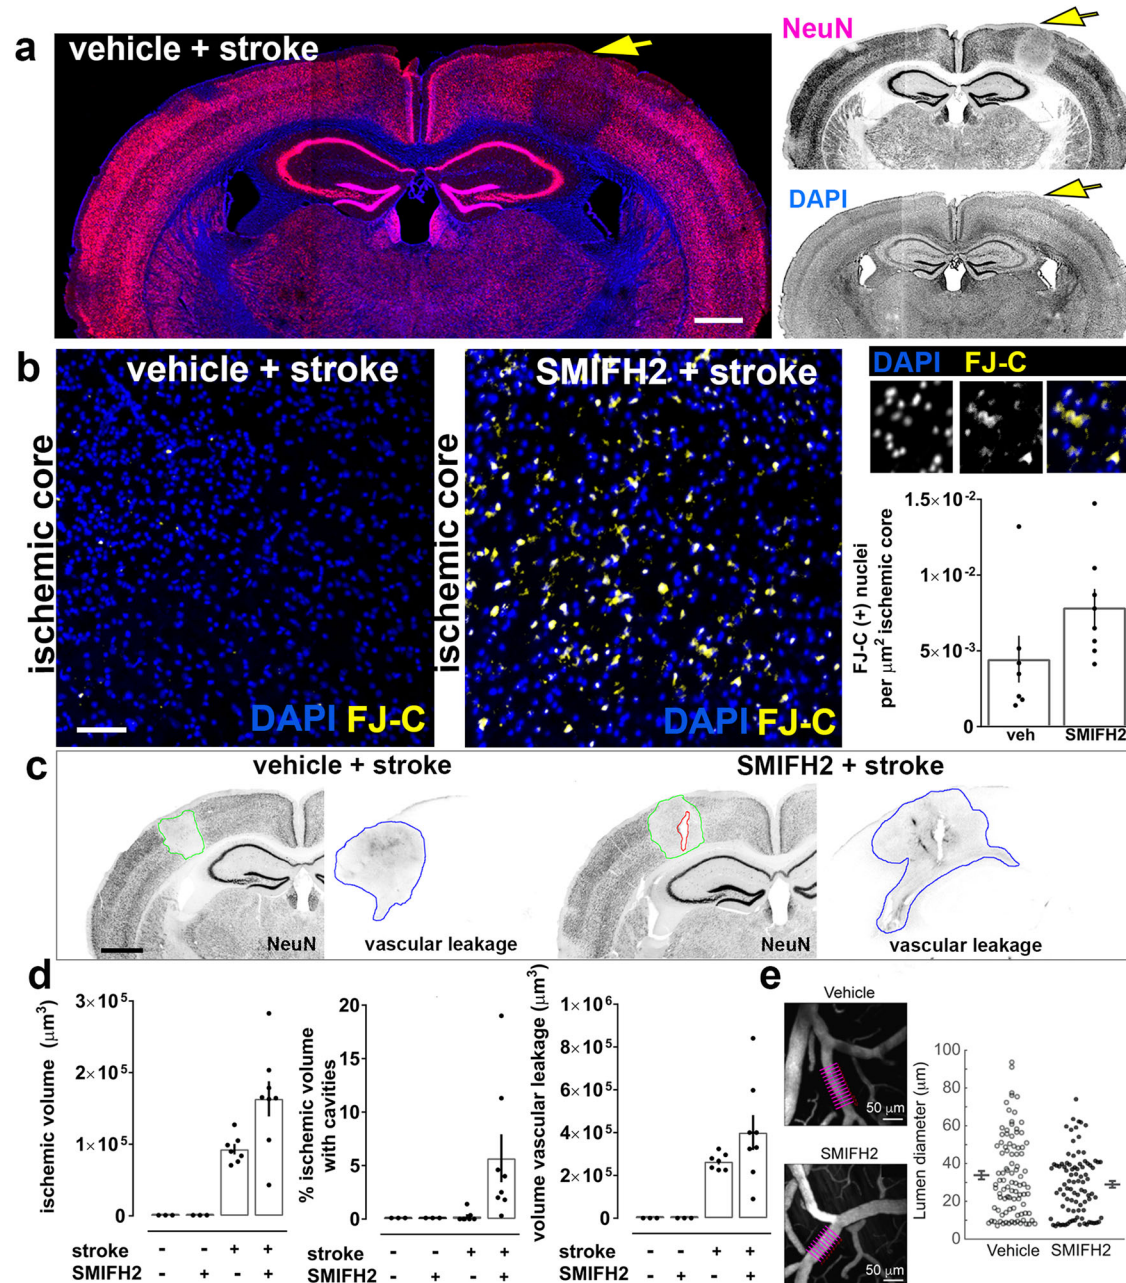 a
vehicle + stroke
NeuN
DAPI
b
vehicle + stroke
ischemic core
DAPI FJ-C
SMIFH2 + stroke
ischemic core
DAPI FJ-C
DAPI FJ-C
1.5×10⁻²
1×10⁻²
5×10⁻³
0
FJ-C (+) nuclei
per μm² ischemic core
veh SMIFH2
c
vehicle + stroke
SMIFH2 + stroke
NeuN
vascular leakage
NeuN
vascular leakage
d
ischemic volume (μm³)
3×10⁵
2×10⁵
1×10⁵
0
stroke - - + +
SMIFH2 - + - +
% ischemic volume
with cavities
20
15
10
5
0
stroke - - + +
SMIFH2 - + - +
volume vascular leakage (μm³)
1×10⁶
8×10⁵
6×10⁵
4×10⁵
2×10⁵
0
stroke - - + +
SMIFH2 - + - +
e
Vehicle
50 μm
SMIFH2
50 μm
Lumen diameter (μm)
100
80
60
40
20
0
Vehicle SMIFH2